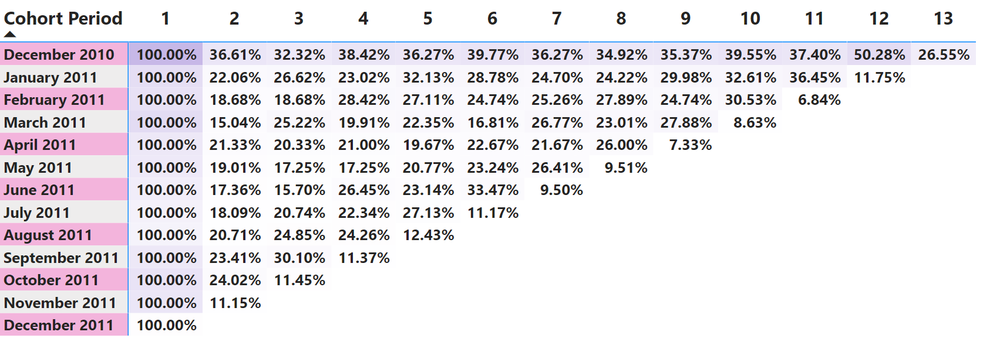 Cohort Period 1 2 3 4 5 6 7 8 9 10 11 12 13
December 2010 100.00% 36.61% 32.32% 38.42% 36.27% 39.77% 36.27% 34.92% 35.37% 39.55% 37.40% 50.28% 26.55%
January 2011 100.00% 22.06% 26.62% 23.02% 32.13% 28.78% 24.70% 24.22% 29.98% 32.61% 36.45% 11.75%
February 2011 100.00% 18.68% 18.68% 28.42% 27.11% 24.74% 25.26% 27.89% 24.74% 30.53% 6.84%
March 2011 100.00% 15.04% 25.22% 19.91% 22.35% 16.81% 26.77% 23.01% 27.88% 8.63%
April 2011 100.00% 21.33% 20.33% 21.00% 19.67% 22.67% 21.67% 26.00% 7.33%
May 2011 100.00% 19.01% 17.25% 17.25% 20.77% 23.24% 26.41% 9.51%
June 2011 100.00% 17.36% 15.70% 26.45% 23.14% 33.47% 9.50%
July 2011 100.00% 18.09% 20.74% 22.34% 27.13% 11.17%
August 2011 100.00% 20.71% 24.85% 24.26% 12.43%
September 2011 100.00% 23.41% 30.10% 11.37%
October 2011 100.00% 24.02% 11.45%
November 2011 100.00% 11.15%
December 2011 100.00%